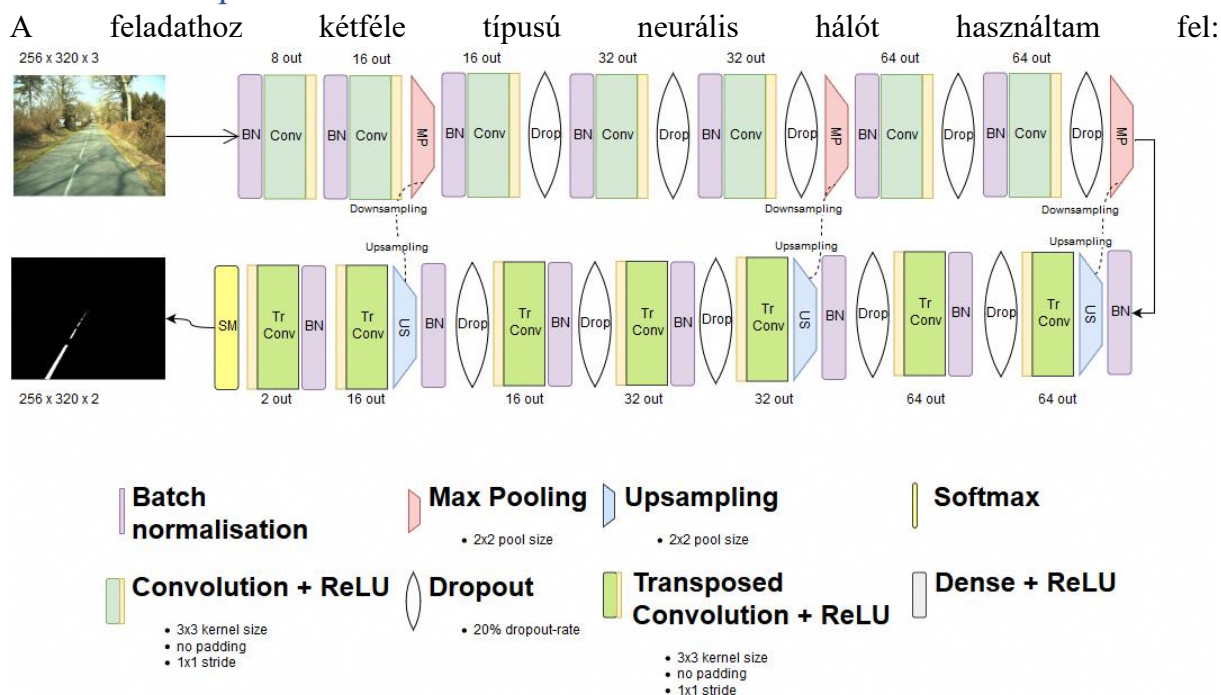 A feladathoz kétféle típusú neurális hálót használtam fel:
256 x 320 x 3
8 out 16 out 16 out 32 out 32 out 64 out 64 out
BN Conv BN Conv MP BN Conv Drop BN Conv Drop BN Conv Drop MP BN Conv Drop BN Conv Drop MP
Downsampling Downsampling Downsampling
Upsampling Upsampling Upsampling
SM Tr Conv BN Tr Conv US BN Drop Tr Conv BN Drop Tr Conv BN Drop Tr Conv US BN Drop Tr Conv BN Drop Tr Conv US BN
256 x 320 x 2
2 out 16 out 16 out 32 out 32 out 64 out 64 out
Batch normalisation
Max Pooling
• 2x2 pool size
Upsampling
• 2x2 pool size
Softmax
Convolution + ReLU
• 3x3 kernel size
• no padding
• 1x1 stride
Dropout
• 20% dropout-rate
Transposed
Convolution + ReLU
• 3x3 kernel size
• no padding
• 1x1 stride
Dense + ReLU